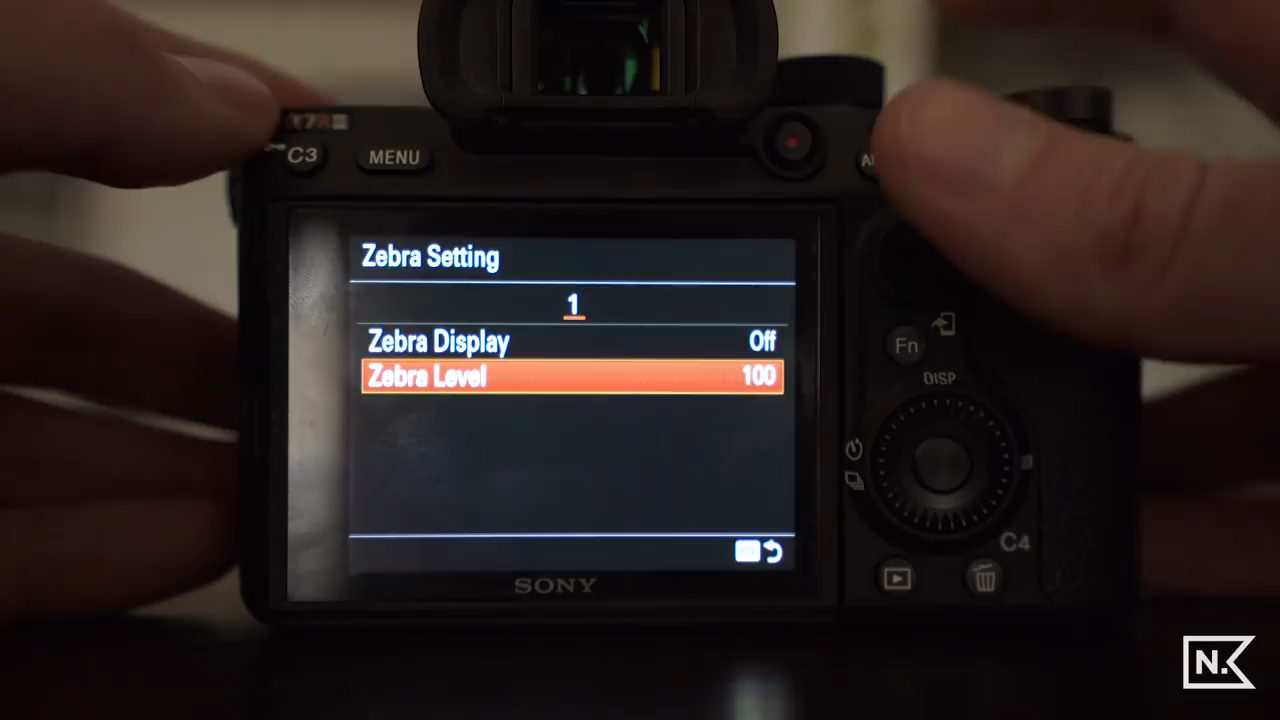 C3
MENU
Zebra Setting
1
Zebra Display Off
Zebra Level 100
Fn
DISP
C4
SONY
N.